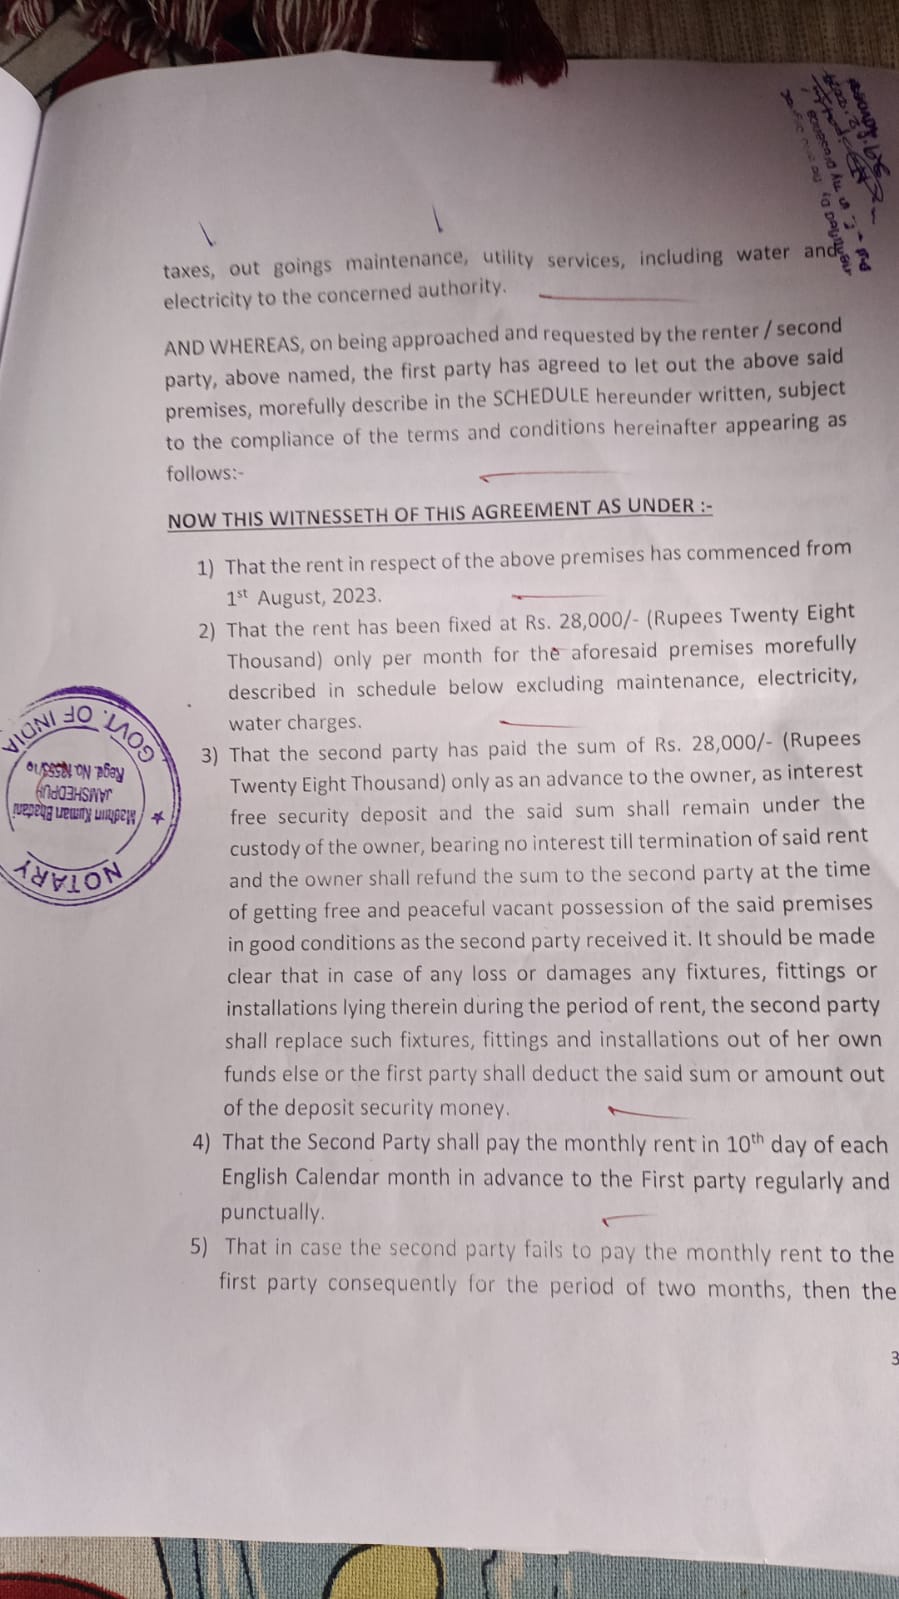 taxes, out goings maintenance, utility services, including water and
electricity to the concerned authority.
AND WHEREAS, on being approached and requested by the renter / second
party, above named, the first party has agreed to let out the above said
premises, morefully describe in the SCHEDULE hereunder written, subject
to the compliance of the terms and conditions hereinafter appearing as
follows:-
NOW THIS WITNESSETH OF THIS AGREEMENT AS UNDER :-
1) That the rent in respect of the above premises has commenced from
1st August, 2023.
2) That the rent has been fixed at Rs. 28,000/- (Rupees Twenty Eight
Thousand) only per month for the aforesaid premises morefully
described in schedule below excluding maintenance, electricity,
water charges.
3) That the second party has paid the sum of Rs. 28,000/- (Rupees
Twenty Eight Thousand) only as an advance to the owner, as interest
free security deposit and the said sum shall remain under the
custody of the owner, bearing no interest till termination of said rent
and the owner shall refund the sum to the second party at the time
of getting free and peaceful vacant possession of the said premises
in good conditions as the second party received it. It should be made
clear that in case of any loss or damages any fixtures, fittings or
installations lying therein during the period of rent, the second party
shall replace such fixtures, fittings and installations out of her own
funds else or the first party shall deduct the said sum or amount out
of the deposit security money.
4) That the Second Party shall pay the monthly rent in 10th day of each
English Calendar month in advance to the First party regularly and
punctually.
5) That in case the second party fails to pay the monthly rent to the
first party consequently for the period of two months, then the
3
NOTARY
Kumar
JAMSHEDPUR
Regd. No.
GOVT. OF INDIA